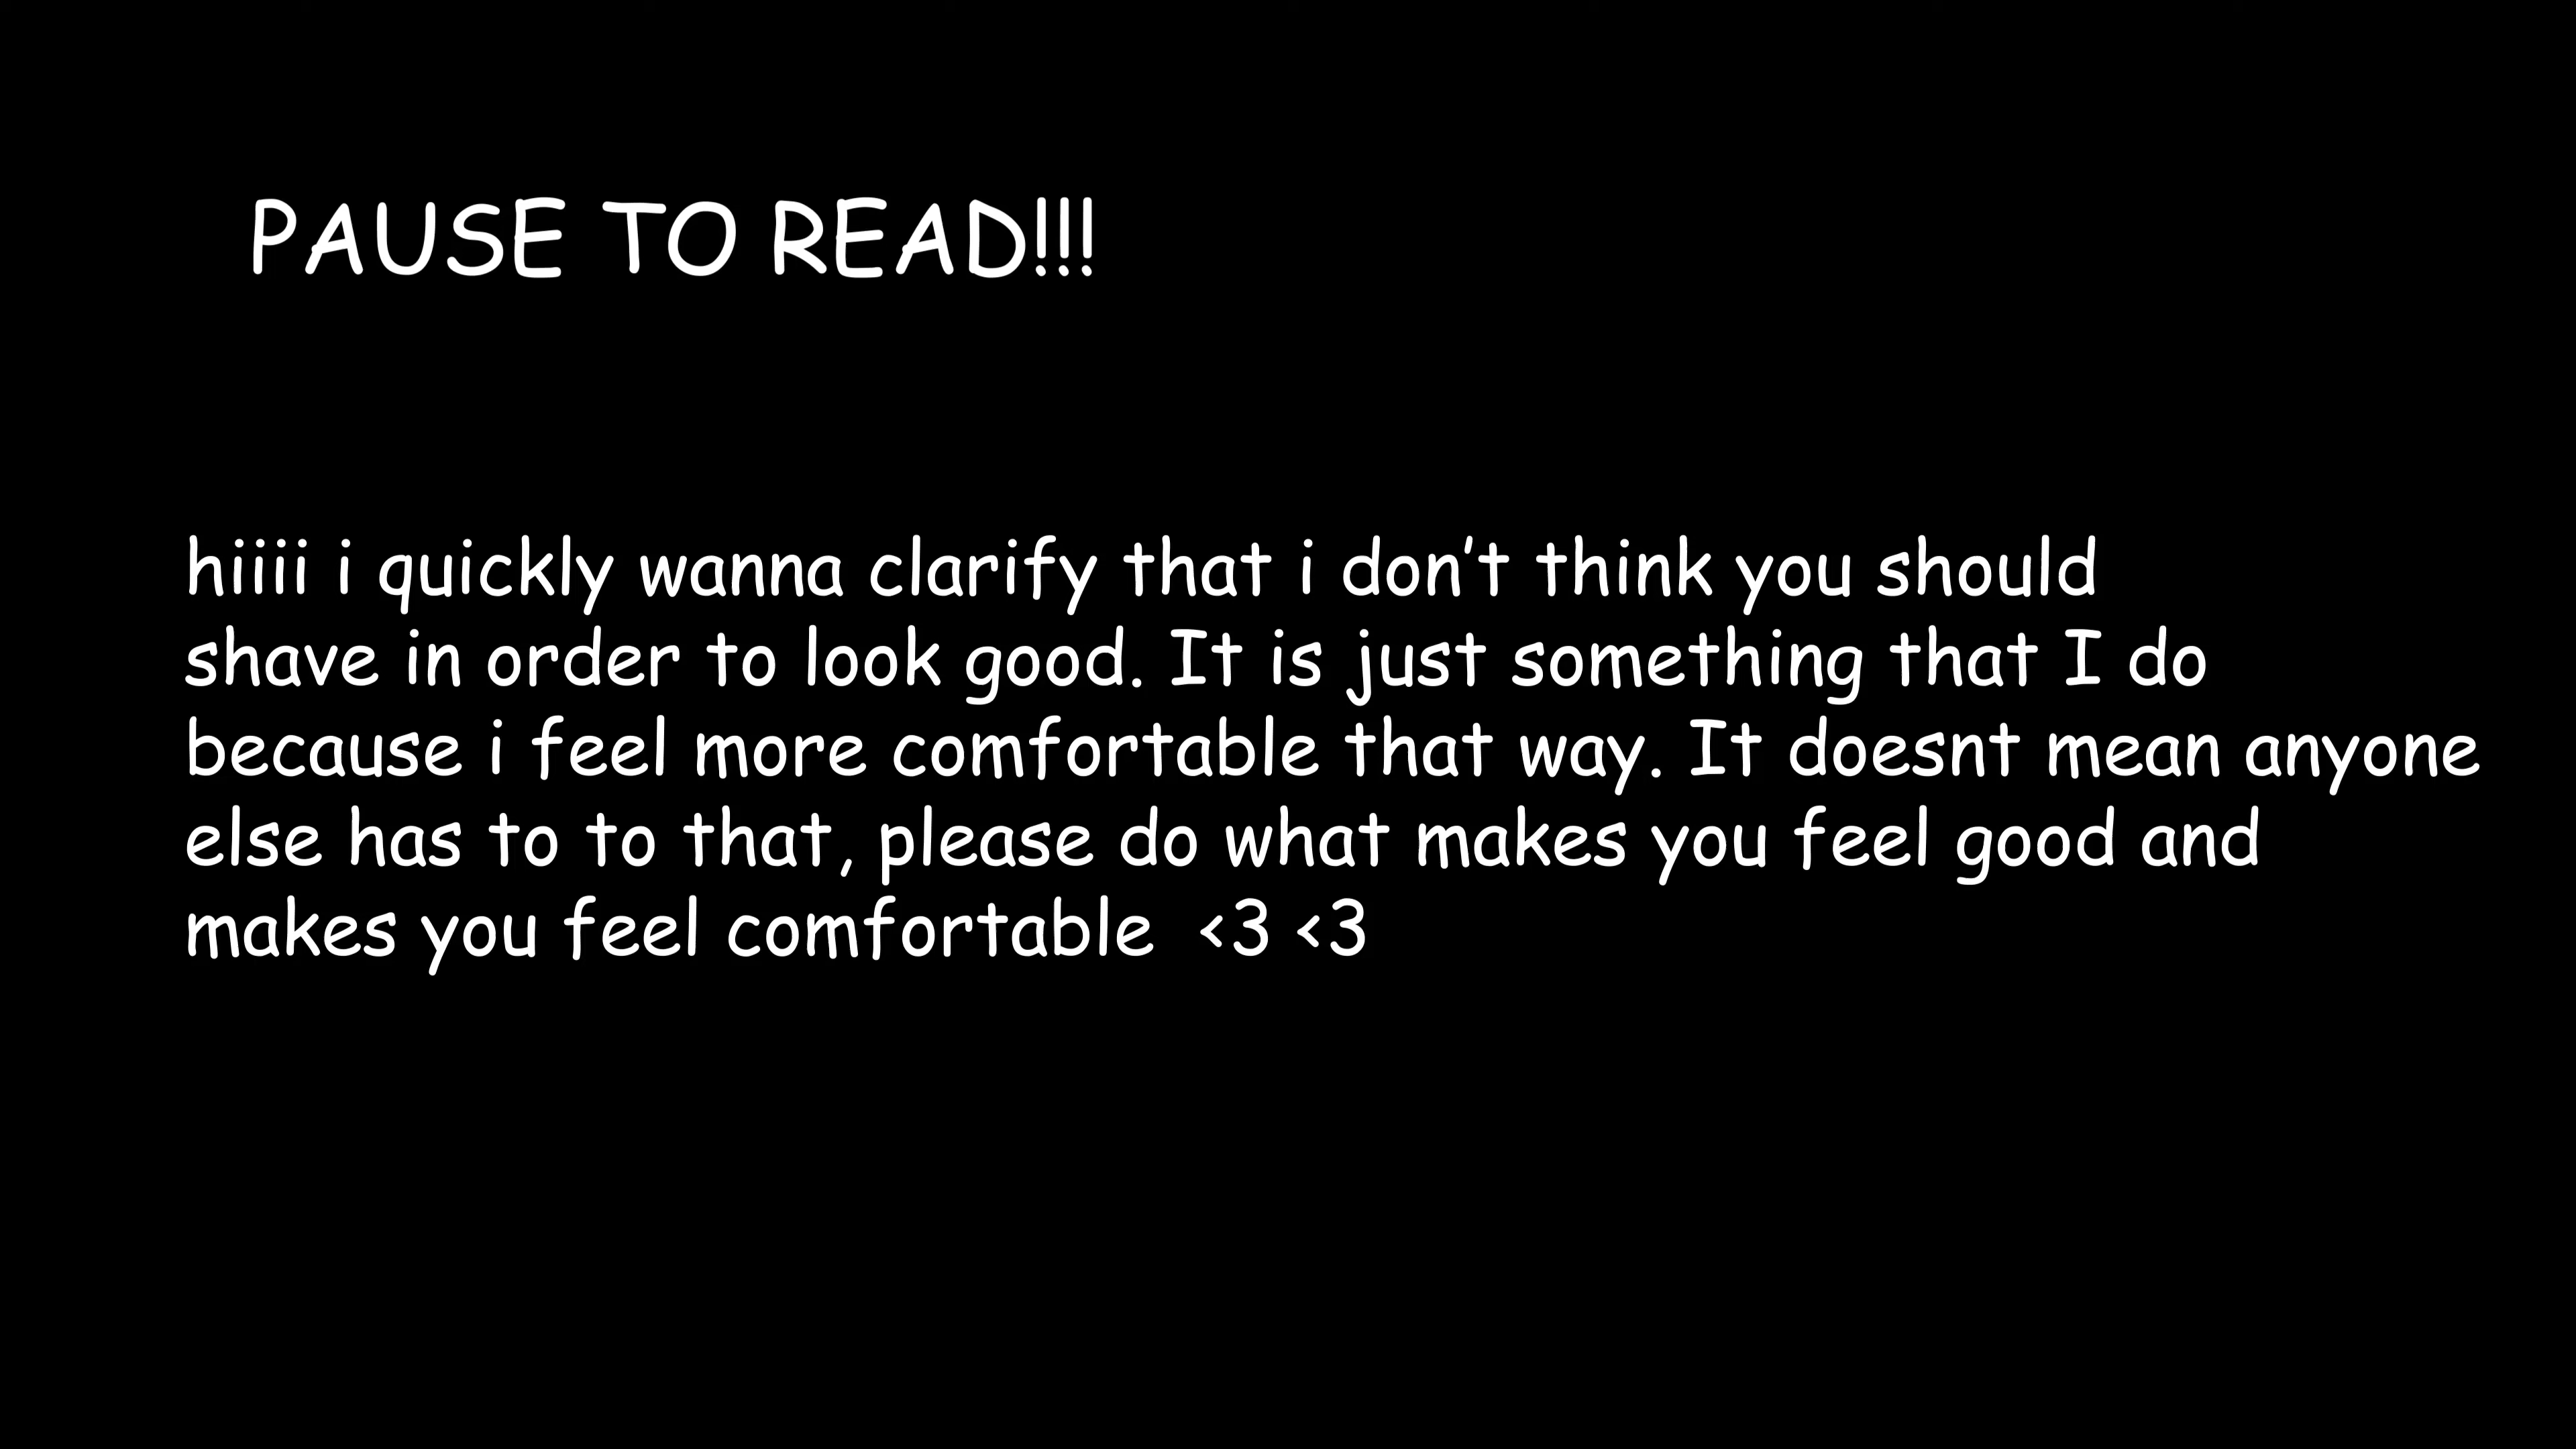 PAUSE TO READ!!!
hiiii i quickly wanna clarify that i don't think you should
shave in order to look good. It is just something that I do
because i feel more comfortable that way. It doesnt mean anyone
else has to to that, please do what makes you feel good and
makes you feel comfortable  <3 <3